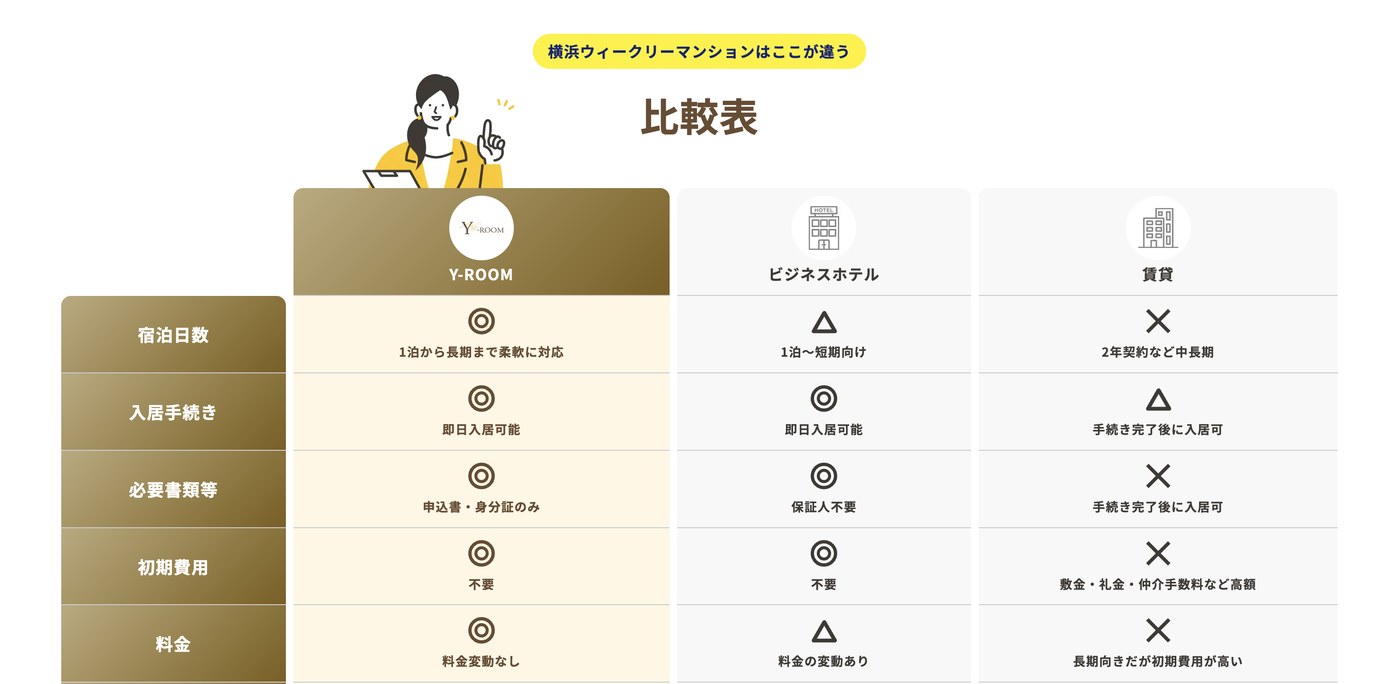 横浜ウィークリーマンションはここが違う
比較表
Y-ROOM
HOTEL
Y-ROOM
ビジネスホテル
賃貸
宿泊日数
1泊から長期まで柔軟に対応
1泊〜短期向け
2年契約など中長期
入居手続き
即日入居可能
即日入居可能
手続き完了後に入居可
必要書類等
申込書・身分証のみ
保証人不要
手続き完了後に入居可
初期費用
不要
不要
敷金・礼金・仲介手数料など高額
料金
料金変動なし
料金の変動あり
長期向きだが初期費用が高い